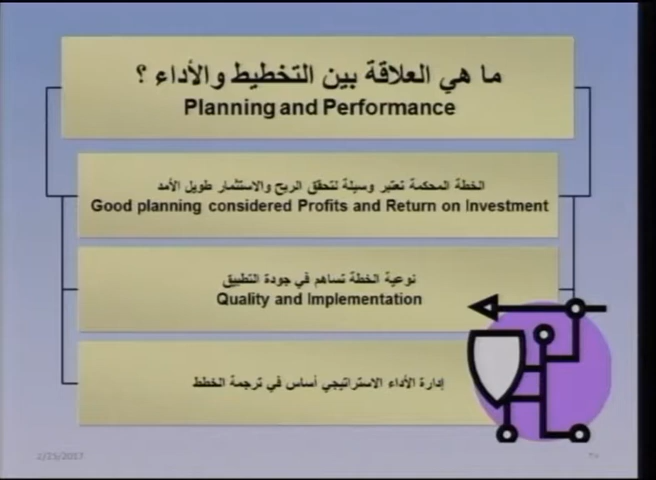 ما هي العلاقة بين التخطيط والأداء ؟
Planning and Performance
الخطة المحكمة تعتبر وسيلة لتحقق الربح والاستثمار طويل الأمد
Good planning considered Profits and Return on Investment
نوعية الخطة تساهم في جودة التطبيق
Quality and Implementation
إدارة الأداء الاستراتيجي أساس في ترجمة الخطط
2/25/2017